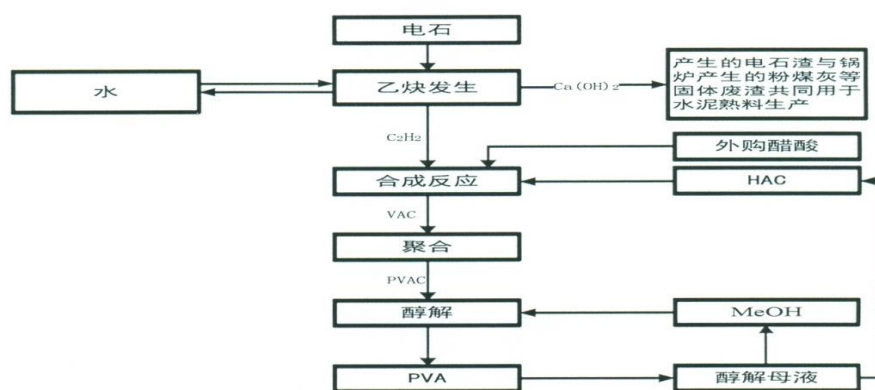 电石
水
乙炔发生
Ca(OH)2
产生的电石渣与锅
炉产生的粉煤灰等
固体废渣共同用于
水泥熟料生产
C2H2
外购醋酸
合成反应
HAC
VAC
聚合
PVAC
醇解
MeOH
PVA
醇解母液